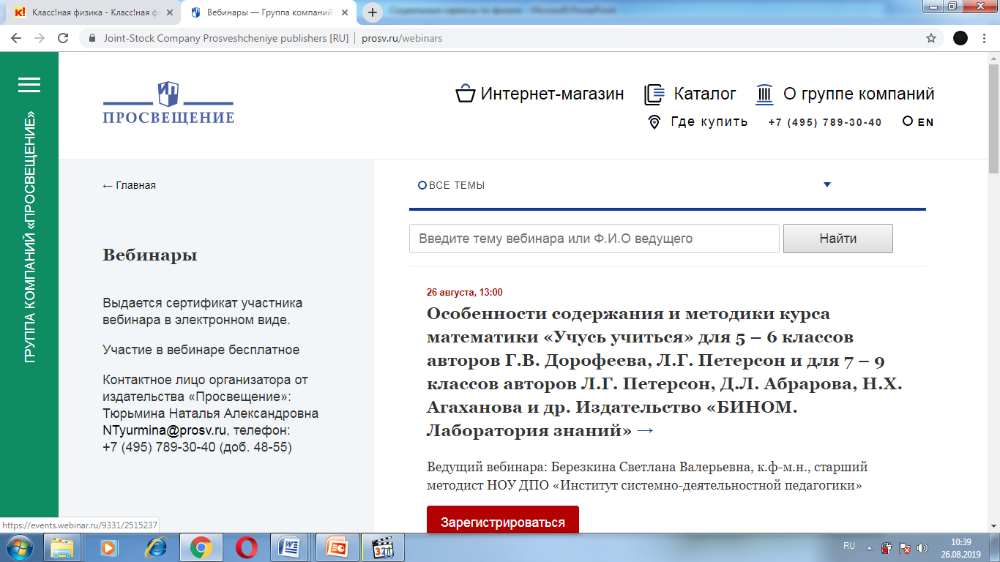 Класс!ная физика - Класс!ная ф
Вебинары — Группа компаний
Социальные сервисы по физике - Microsoft PowerPoint
Joint-Stock Company Prosveshcheniye publishers [RU] prosv.ru/webinars
ГРУППА КОМПАНИЙ «ПРОСВЕЩЕНИЕ»
ПРОСВЕЩЕНИЕ
Интернет-магазин Каталог О группе компаний
Где купить +7 (495) 789-30-40 EN
← Главная
Вебинары
Выдается сертификат участника
вебинара в электронном виде.
Участие в вебинаре бесплатное
Контактное лицо организатора от
издательства «Просвещение»:
Тюрьмина Наталья Александровна
NTyurmina@prosv.ru, телефон:
+7 (495) 789-30-40 (доб. 48-55)
ВСЕ ТЕМЫ
Введите тему вебинара или Ф.И.О ведущего
Найти
26 августа, 13:00
Особенности содержания и методики курса
математики «Учусь учиться» для 5 – 6 классов
авторов Г.В. Дорофеева, Л.Г. Петерсон и для 7 – 9
классов авторов Л.Г. Петерсон, Д.Л. Абрарова, Н.Х.
Агаханова и др. Издательство «БИНОМ.
Лаборатория знаний» →
Ведущий вебинара: Березкина Светлана Валерьевна, к.ф-м.н., старший
методист НОУ ДПО «Институт системно-деятельностной педагогики»
Зарегистрироваться
https://events.webinar.ru/9331/2515237
RU
10:39
26.08.2019